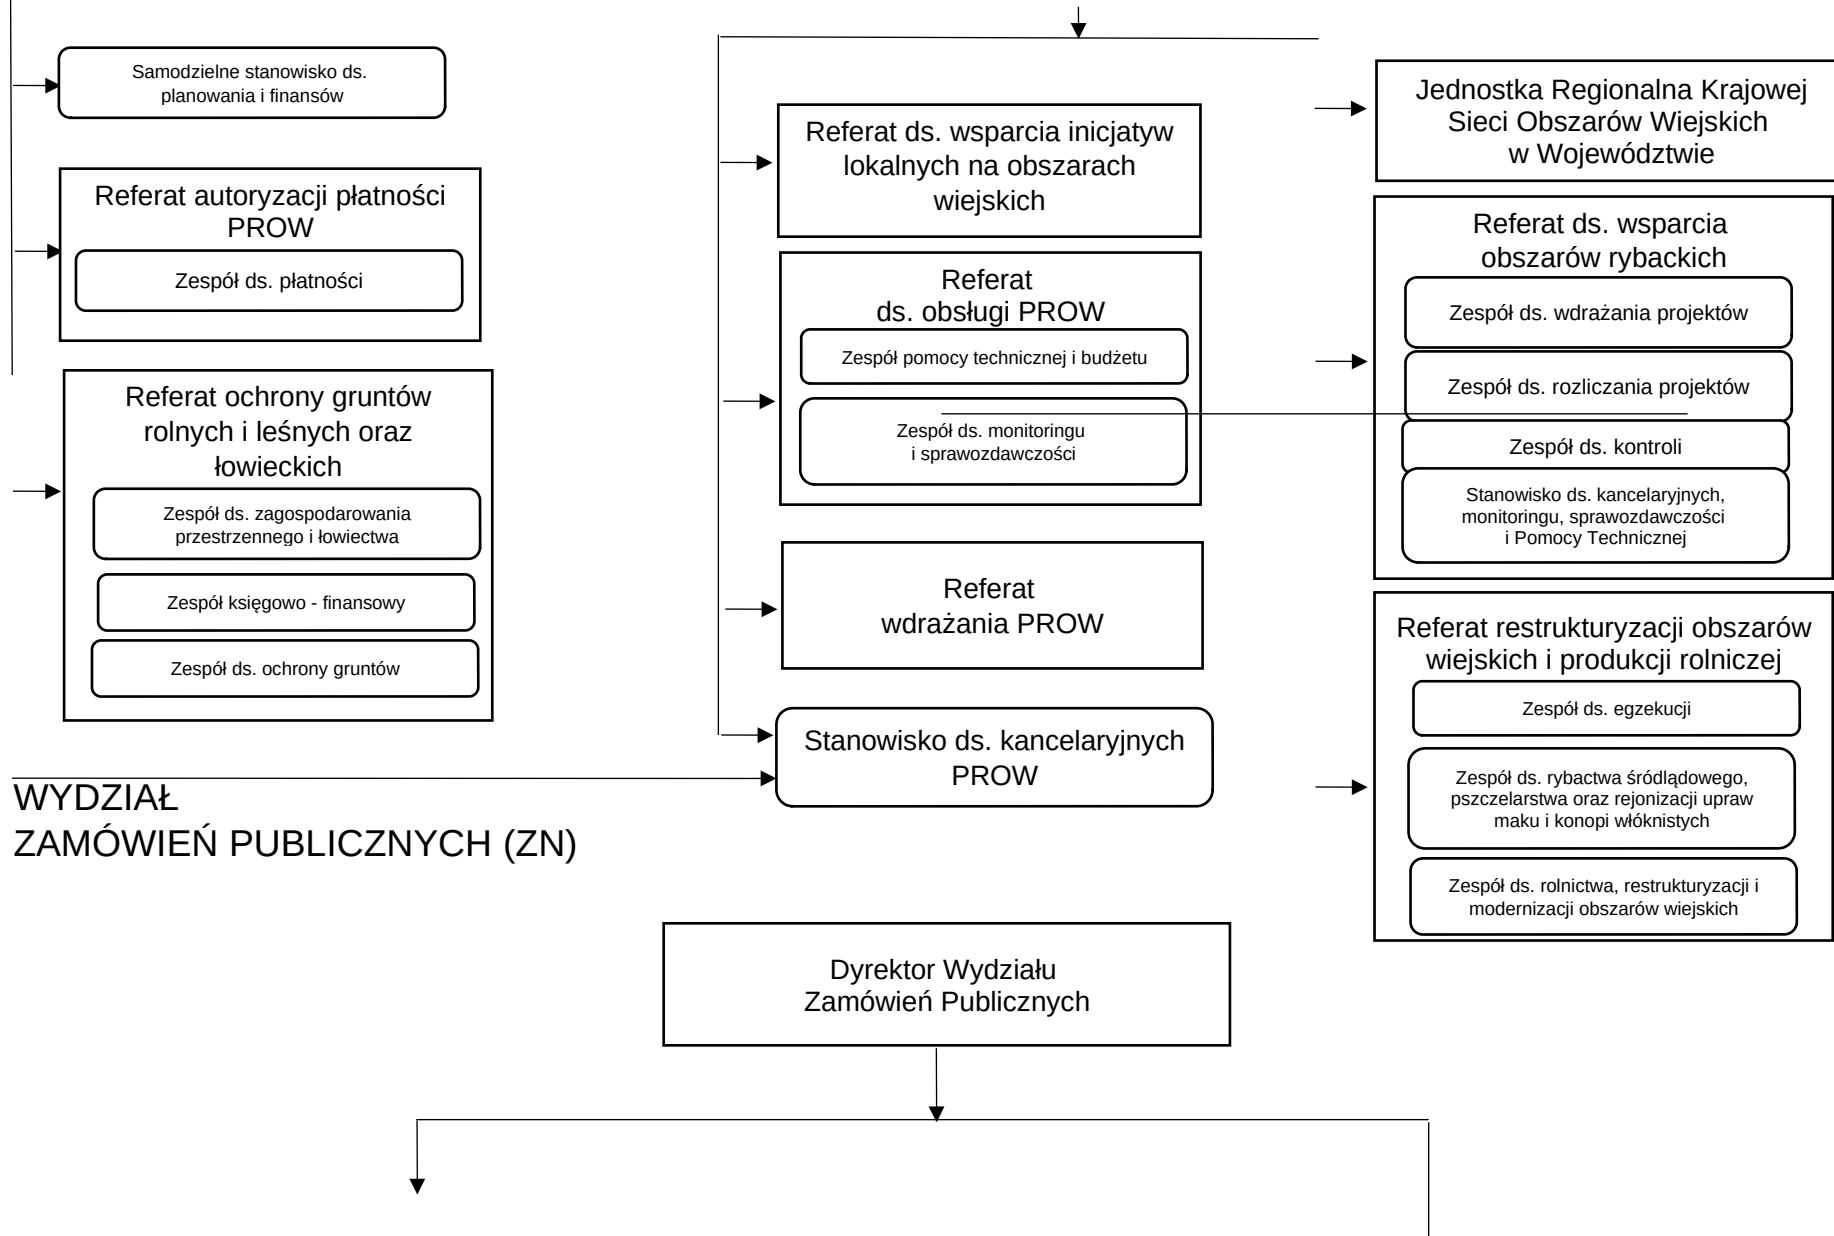 Samodzielne stanowisko ds.
planowania i finansów
Referat autoryzacji płatności
PROW
Zespół ds. płatności
Referat ochrony gruntów
rolnych i leśnych oraz
łowieckich
Zespół ds. zagospodarowania
przestrzennego i łowiectwa
Zespół księgowo - finansowy
Zespół ds. ochrony gruntów
Referat ds. wsparcia inicjatyw
lokalnych na obszarach
wiejskich
Referat
ds. obsługi PROW
Zespół pomocy technicznej i budżetu
Zespół ds. monitoringu
i sprawozdawczości
Referat
wdrażania PROW
Stanowisko ds. kancelaryjnych
PROW
Jednostka Regionalna Krajowej
Sieci Obszarów Wiejskich
w Województwie
Referat ds. wsparcia
obszarów rybackich
Zespół ds. wdrażania projektów
Zespół ds. rozliczania projektów
Zespół ds. kontroli
Stanowisko ds. kancelaryjnych,
monitoringu, sprawozdawczości
i Pomocy Technicznej
Referat restrukturyzacji obszarów
wiejskich i produkcji rolniczej
Zespół ds. egzekucji
Zespół ds. rybactwa śródlądowego,
pszczelarstwa oraz rejonizacji upraw
maku i konopi włóknistych
Zespół ds. rolnictwa, restrukturyzacji i
modernizacji obszarów wiejskich
WYDZIAŁ
ZAMÓWIEŃ PUBLICZNYCH (ZN)
Dyrektor Wydziału
Zamówień Publicznych